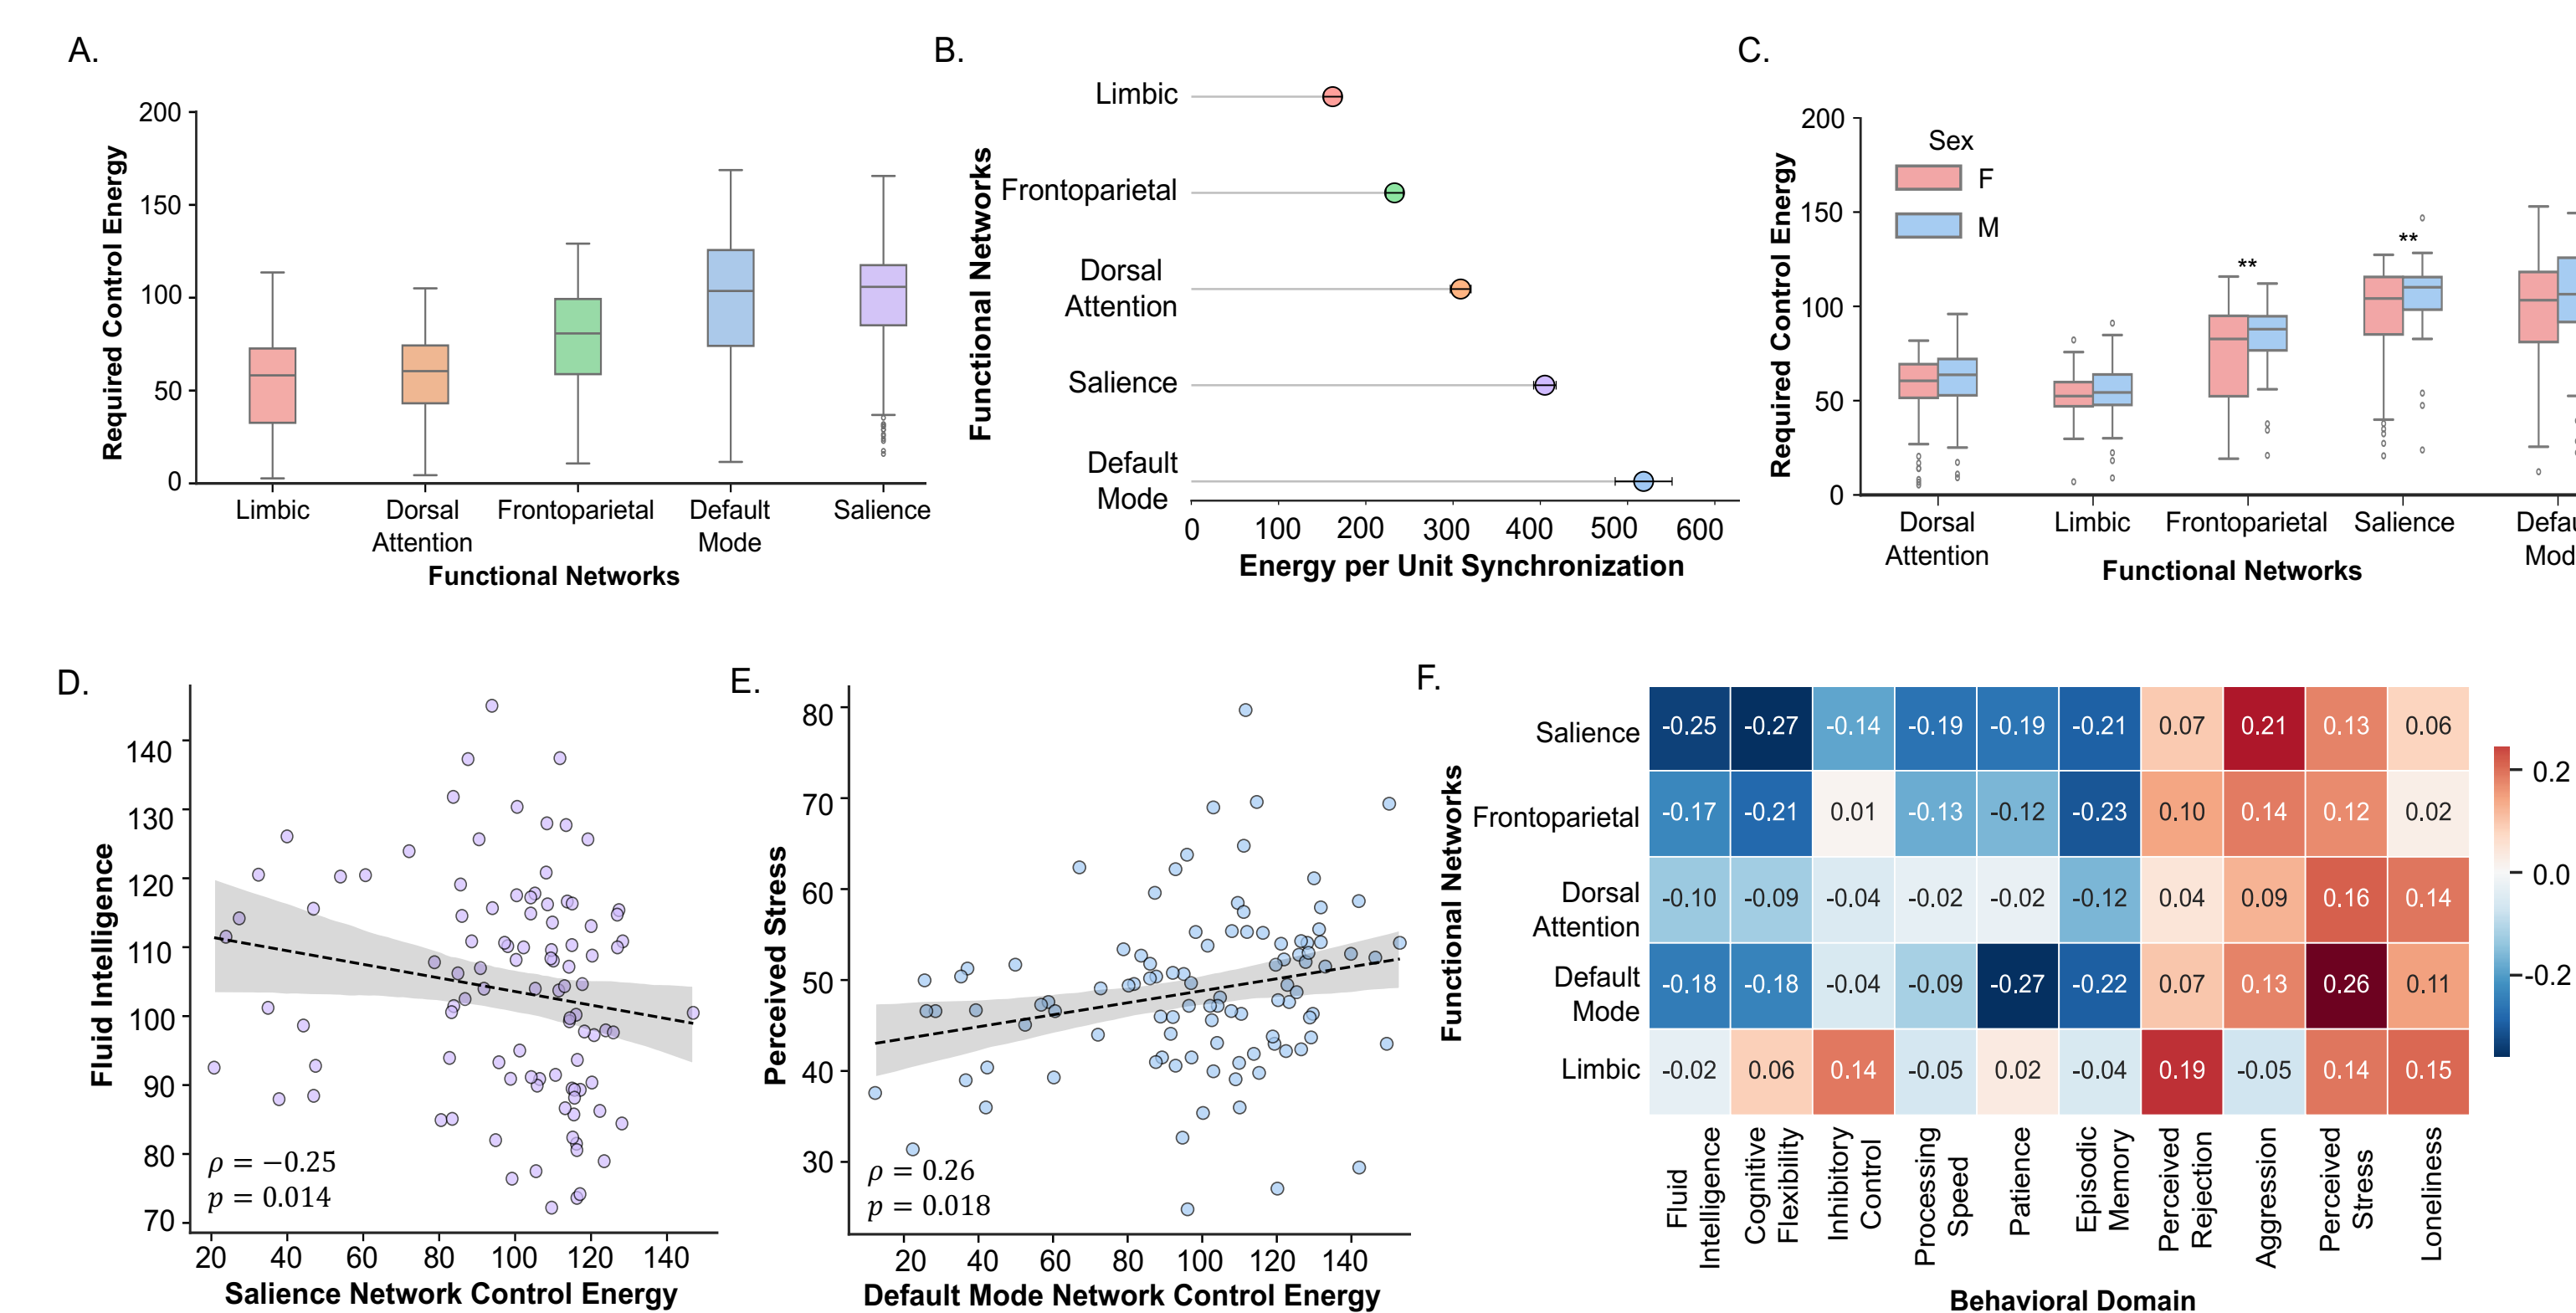 A.
200
150
100
50
0
Required Control Energy
Limbic
Dorsal
Attention
Frontoparietal
Default
Mode
Salience
Functional Networks
B.
Functional Networks
Limbic
Frontoparietal
Dorsal
Attention
Salience
Default
Mode
0 100 200 300 400 500 600
Energy per Unit Synchronization
C.
200
150
100
50
0
Required Control Energy
Sex
F
M
**
**
Dorsal
Attention
Limbic
Frontoparietal
Salience
Defau
Mod
Functional Networks
D.
140
130
120
110
100
90
80
70
Fluid Intelligence
ρ = −0.25
p = 0.014
20 40 60 80 100 120 140
Salience Network Control Energy
E.
80
70
60
50
40
30
Perceived Stress
ρ = 0.26
p = 0.018
20 40 60 80 100 120 140
Default Mode Network Control Energy
F.
Functional Networks
Salience -0.25 -0.27 -0.14 -0.19 -0.19 -0.21 0.07 0.21 0.13 0.06
Frontoparietal -0.17 -0.21 0.01 -0.13 -0.12 -0.23 0.10 0.14 0.12 0.02
Dorsal
Attention -0.10 -0.09 -0.04 -0.02 -0.02 -0.12 0.04 0.09 0.16 0.14
Default
Mode -0.18 -0.18 -0.04 -0.09 -0.27 -0.22 0.07 0.13 0.26 0.11
Limbic -0.02 0.06 0.14 -0.05 0.02 -0.04 0.19 -0.05 0.14 0.15
Fluid
Intelligence
Cognitive
Flexibility
Inhibitory
Control
Processing
Speed
Patience
Episodic
Memory
Perceived
Rejection
Aggression
Perceived
Stress
Loneliness
Behavioral Domain
0.2
0.0
-0.2